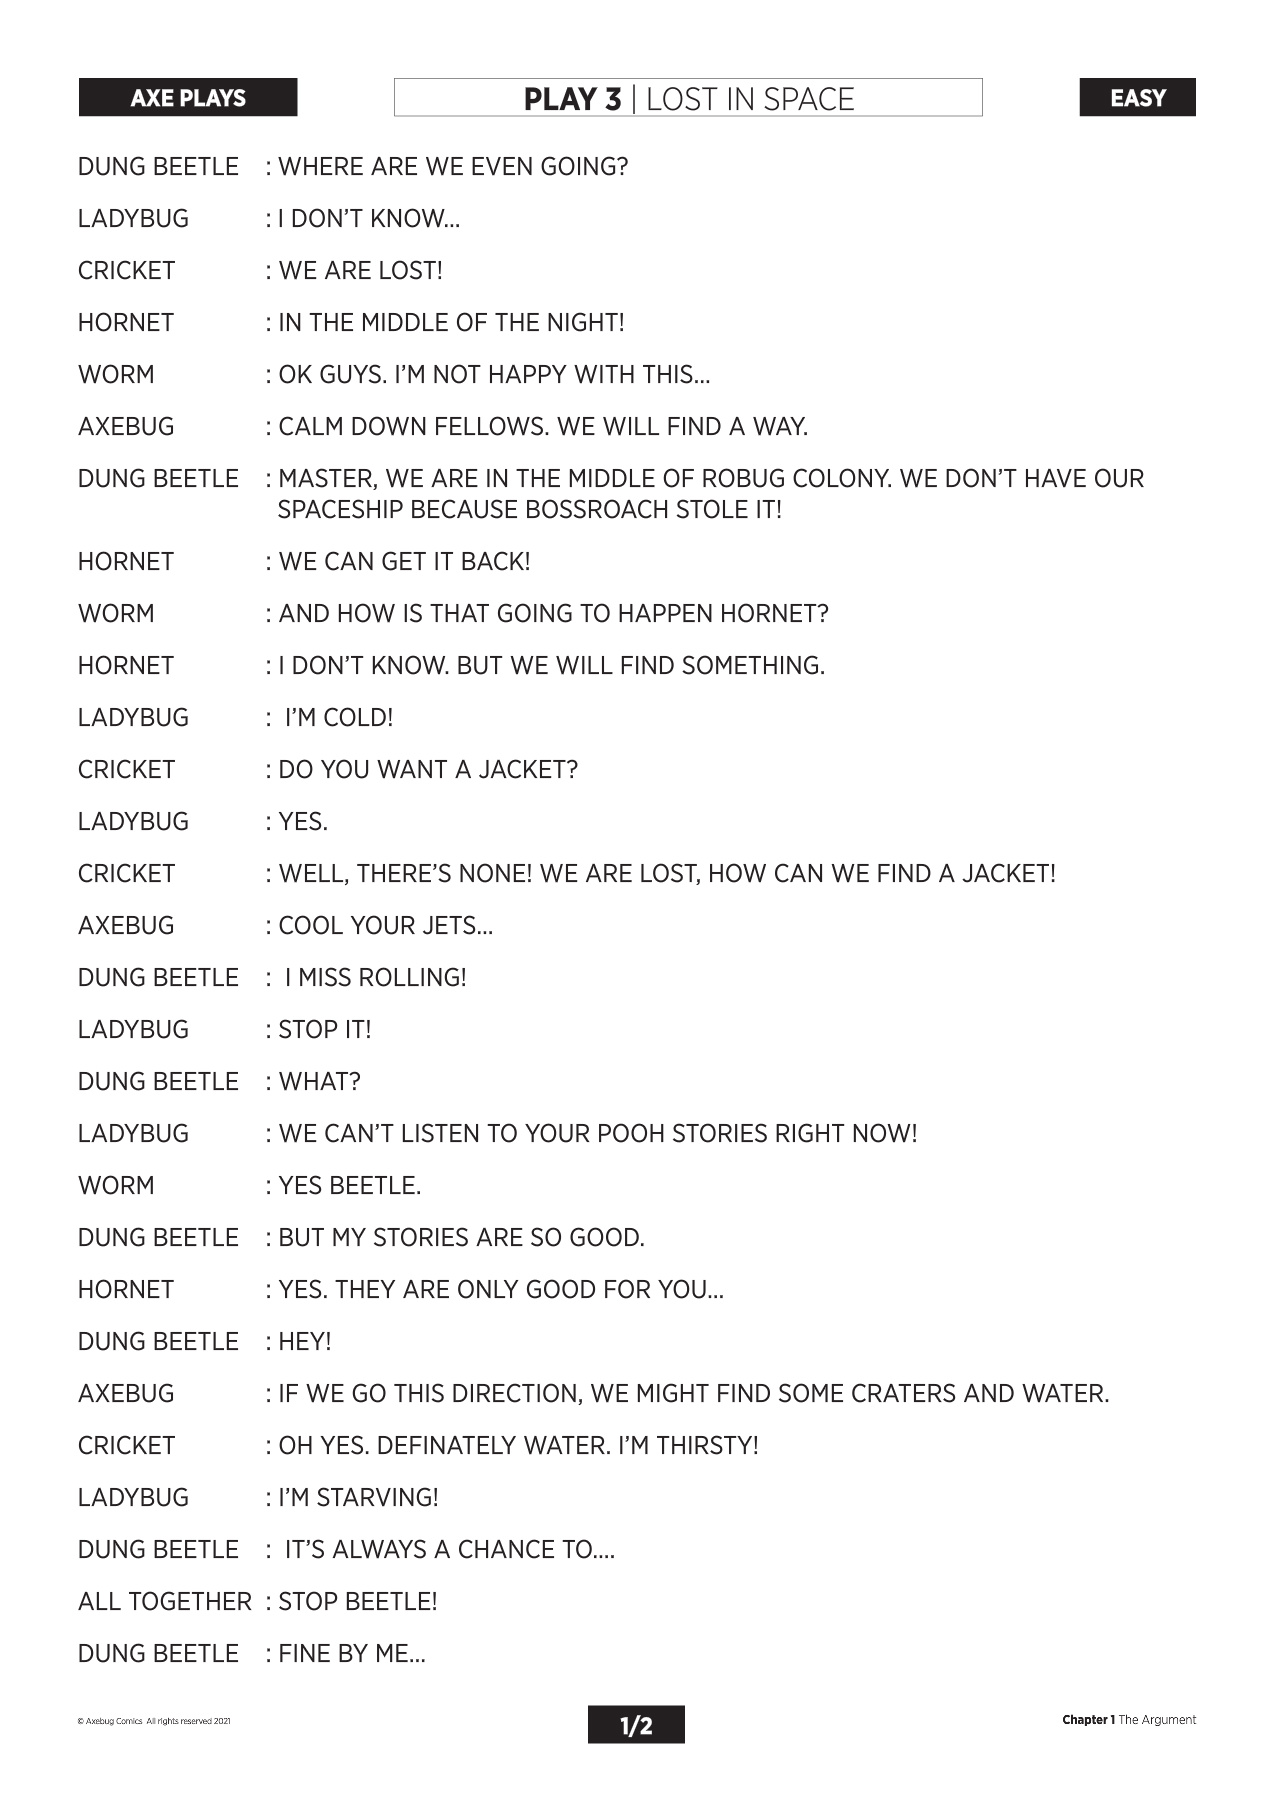 AXE PLAYS
PLAY 3 | LOST IN SPACE
EASY
DUNG BEETLE : WHERE ARE WE EVEN GOING?
LADYBUG : I DON'T KNOW...
CRICKET : WE ARE LOST!
HORNET : IN THE MIDDLE OF THE NIGHT!
WORM : OK GUYS. I'M NOT HAPPY WITH THIS...
AXEBUG : CALM DOWN FELLOWS. WE WILL FIND A WAY.
DUNG BEETLE : MASTER, WE ARE IN THE MIDDLE OF ROBUG COLONY. WE DON'T HAVE OUR
SPACESHIP BECAUSE BOSSROACH STOLE IT!
HORNET : WE CAN GET IT BACK!
WORM : AND HOW IS THAT GOING TO HAPPEN HORNET?
HORNET : I DON'T KNOW. BUT WE WILL FIND SOMETHING.
LADYBUG : I'M COLD!
CRICKET : DO YOU WANT A JACKET?
LADYBUG : YES.
CRICKET : WELL, THERE'S NONE! WE ARE LOST, HOW CAN WE FIND A JACKET!
AXEBUG : COOL YOUR JETS...
DUNG BEETLE : I MISS ROLLING!
LADYBUG : STOP IT!
DUNG BEETLE : WHAT?
LADYBUG : WE CAN'T LISTEN TO YOUR POOH STORIES RIGHT NOW!
WORM : YES BEETLE.
DUNG BEETLE : BUT MY STORIES ARE SO GOOD.
HORNET : YES. THEY ARE ONLY GOOD FOR YOU...
DUNG BEETLE : HEY!
AXEBUG : IF WE GO THIS DIRECTION, WE MIGHT FIND SOME CRATERS AND WATER.
CRICKET : OH YES. DEFINATELY WATER. I'M THIRSTY!
LADYBUG : I'M STARVING!
DUNG BEETLE : IT'S ALWAYS A CHANCE TO....
ALL TOGETHER : STOP BEETLE!
DUNG BEETLE : FINE BY ME...
© Axebug Comics All rights reserved 2021
1/2
Chapter 1 The Argument